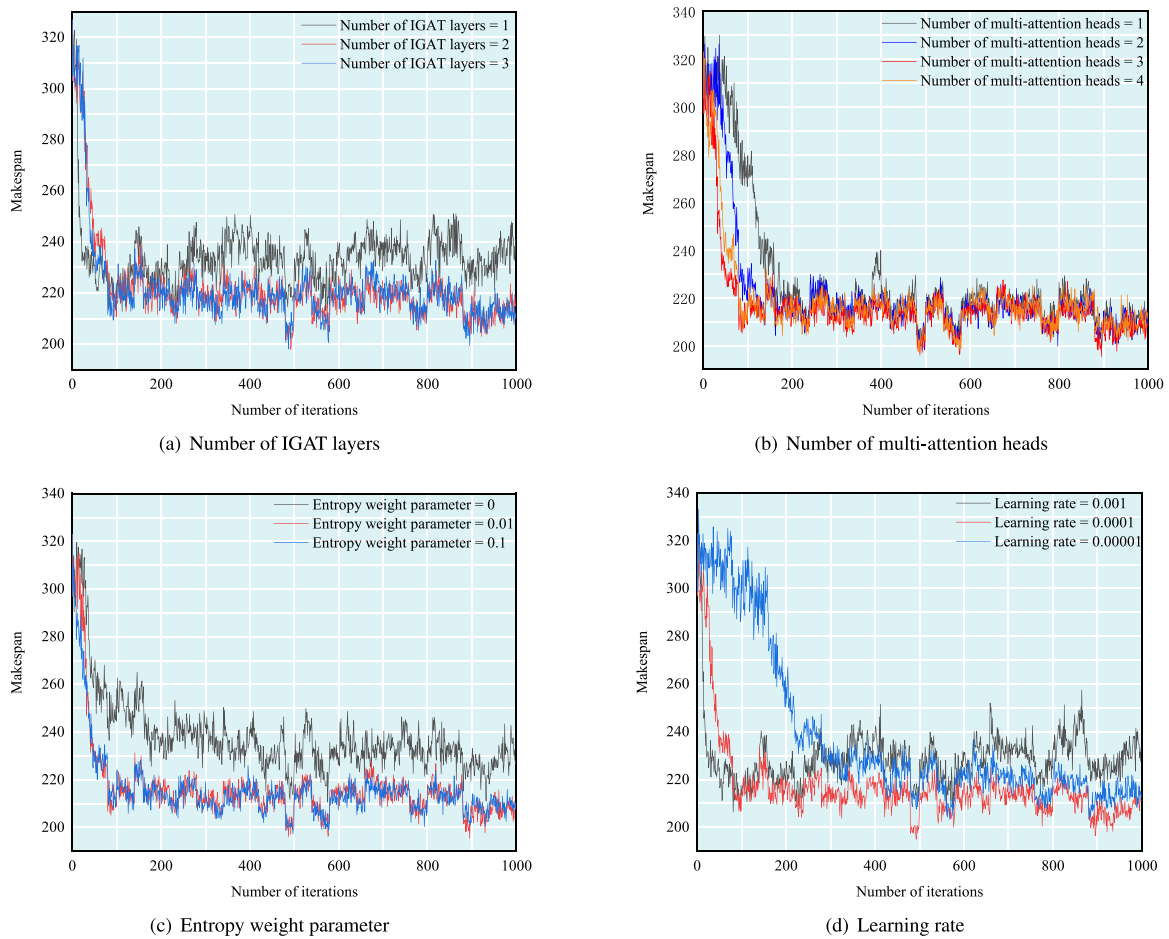 Number of IGAT layers = 1
Number of IGAT layers = 2
Number of IGAT layers = 3
320
300
280
260
240
220
200
Makespan
0
200
400
600
800
1000
Number of iterations
(a) Number of IGAT layers
Number of multi-attention heads = 1
Number of multi-attention heads = 2
Number of multi-attention heads = 3
Number of multi-attention heads = 4
340
320
300
280
260
240
220
200
Makespan
0
200
400
600
800
1000
Number of iterations
(b) Number of multi-attention heads
Entropy weight parameter = 0
Entropy weight parameter = 0.01
Entropy weight parameter = 0.1
340
320
300
280
260
240
220
200
Makespan
0
200
400
600
800
1000
Number of iterations
(c) Entropy weight parameter
Learning rate = 0.001
Learning rate = 0.0001
Learning rate = 0.00001
340
320
300
280
260
240
220
200
Makespan
0
200
400
600
800
1000
Number of iterations
(d) Learning rate